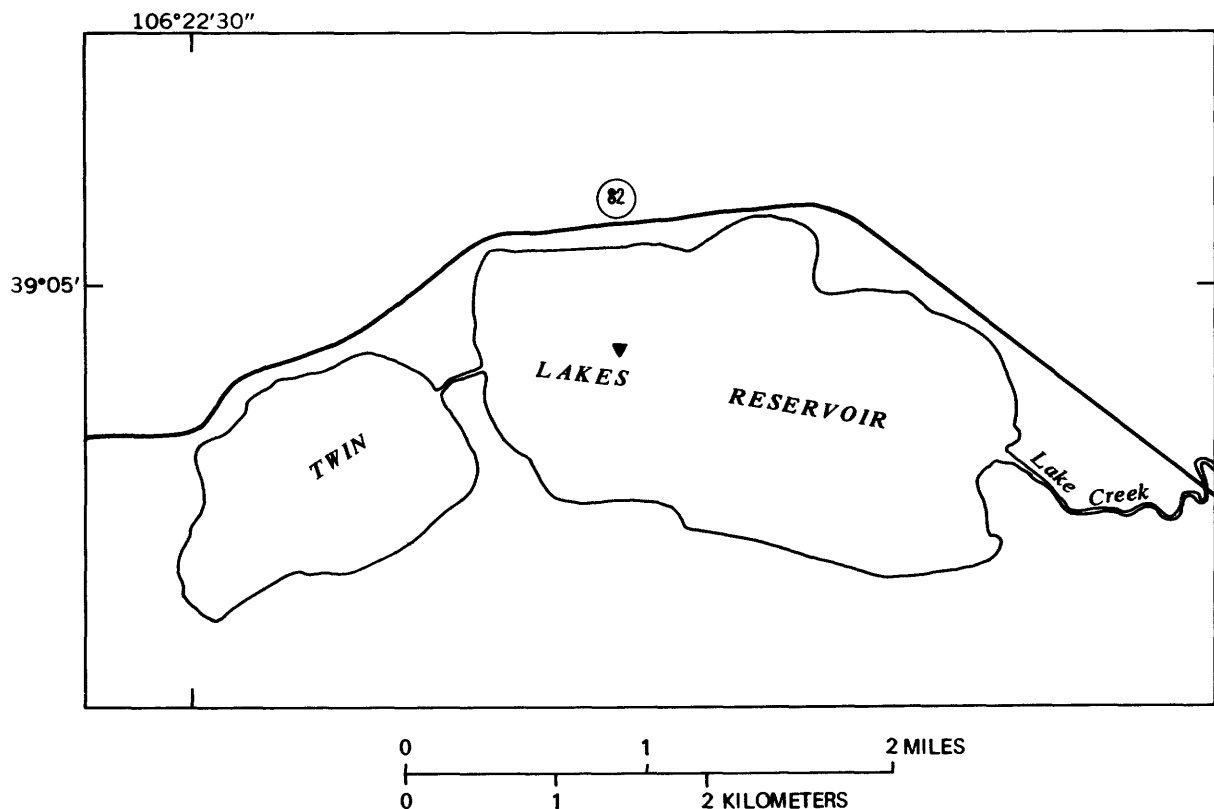 106°22'30"
82
39°05'
LAKES
RESERVOIR
TWIN
Lake
Creek
0 1 2 MILES
0 1 2 KILOMETERS